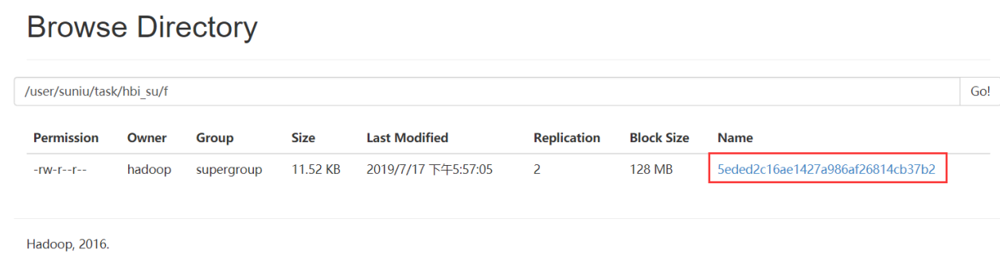 Browse Directory
/user/suniu/task/hbi_su/f Go!
Permission Owner Group Size Last Modified Replication Block Size Name
-rw-r--r-- hadoop supergroup 11.52 KB 2019/7/17 下午5:57:05 2 128 MB 5eded2c16ae1427a986af26814cb37b2
Hadoop, 2016.